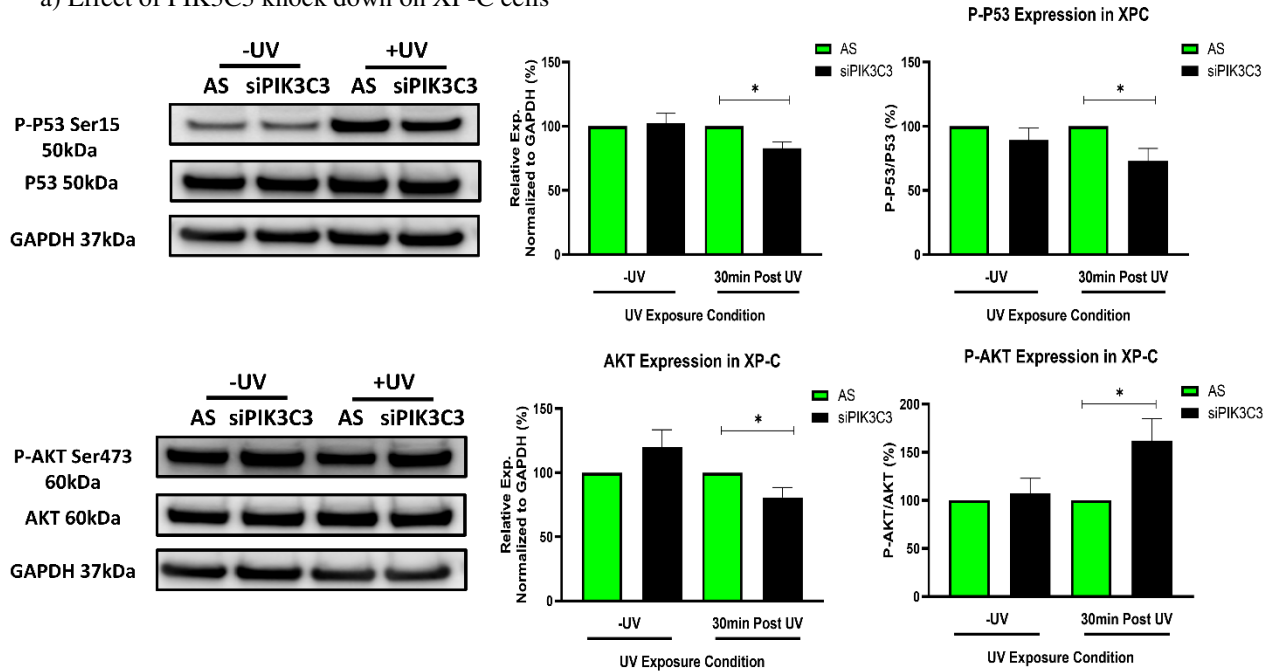 a) Effect of PIK3C3 knock down on XP-C cells
-UV +UV
AS siPIK3C3 AS siPIK3C3
P-P53 Ser15
50kDa
P53 50kDa
GAPDH 37kDa
AS
siPIK3C3
Relative Exp.
Normalized to GAPDH (%)
150
100
50
0
-UV 30min Post UV
UV Exposure Condition
*
P-P53 Expression in XPC
AS
siPIK3C3
P-P53/P53 (%)
150
100
50
0
-UV 30min Post UV
UV Exposure Condition
*
-UV +UV
AS siPIK3C3 AS siPIK3C3
P-AKT Ser473
60kDa
AKT 60kDa
GAPDH 37kDa
AKT Expression in XP-C
AS
siPIK3C3
Relative Exp.
Normalized to GAPDH (%)
150
100
50
0
-UV 30min Post UV
UV Exposure Condition
*
P-AKT Expression in XP-C
AS
siPIK3C3
P-AKT/AKT (%)
200
150
100
50
0
-UV 30min Post UV
UV Exposure Condition
*